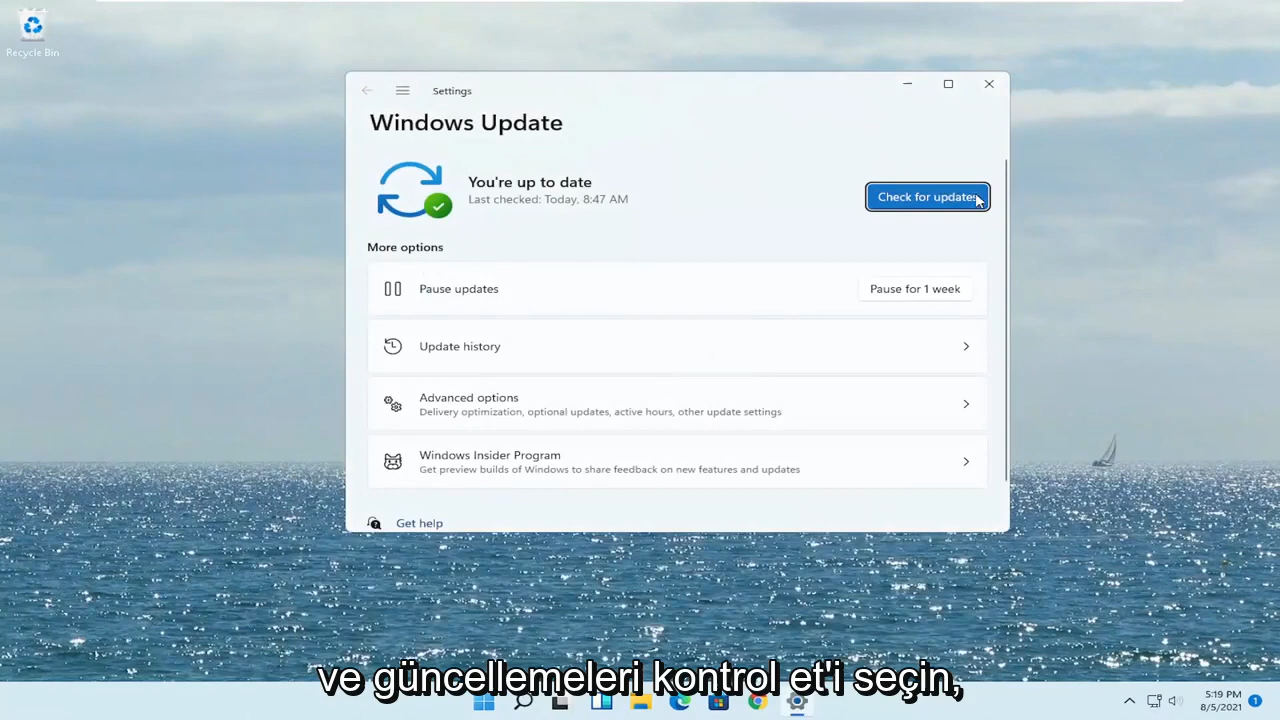 Recycle Bin
Settings
Windows Update
You're up to date
Last checked: Today, 8:47 AM
Check for updates
More options
Pause updates
Pause for 1 week
Update history
Advanced options
Delivery optimization, optional updates, active hours, other update settings
Windows Insider Program
Get preview builds of Windows to share feedback on new features and updates
Get help
ve güncellemeleri kontrol et'i seçin,
5:19 PM
8/5/2021
1